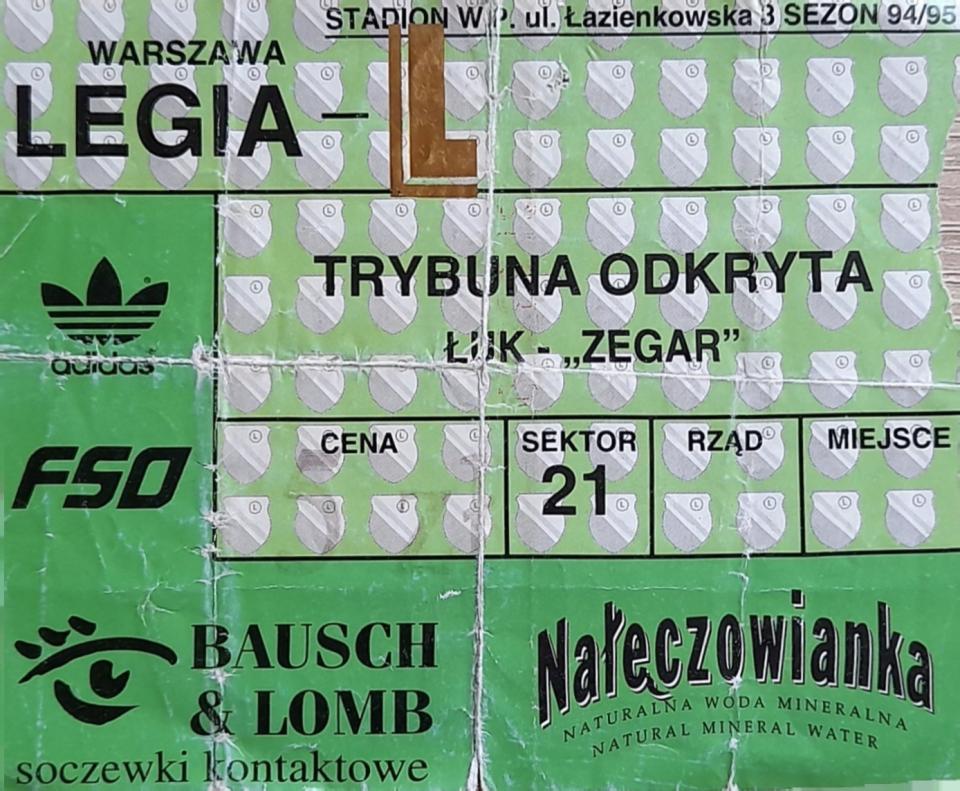 STADION W.P. ul. Łazienkowska 3 SEZON 94/95
WARSZAWA
LEGIA – L
adidas
TRYBUNA ODKRYTA
ŁUK - „ZEGAR”
CENA
SEKTOR
RZĄD
MIEJSCE
21
FSO
BAUSCH
& LOMB
soczewki kontaktowe
Nałęczowianka
NATURALNA WODA MINERALNA
NATURAL MINERAL WATER